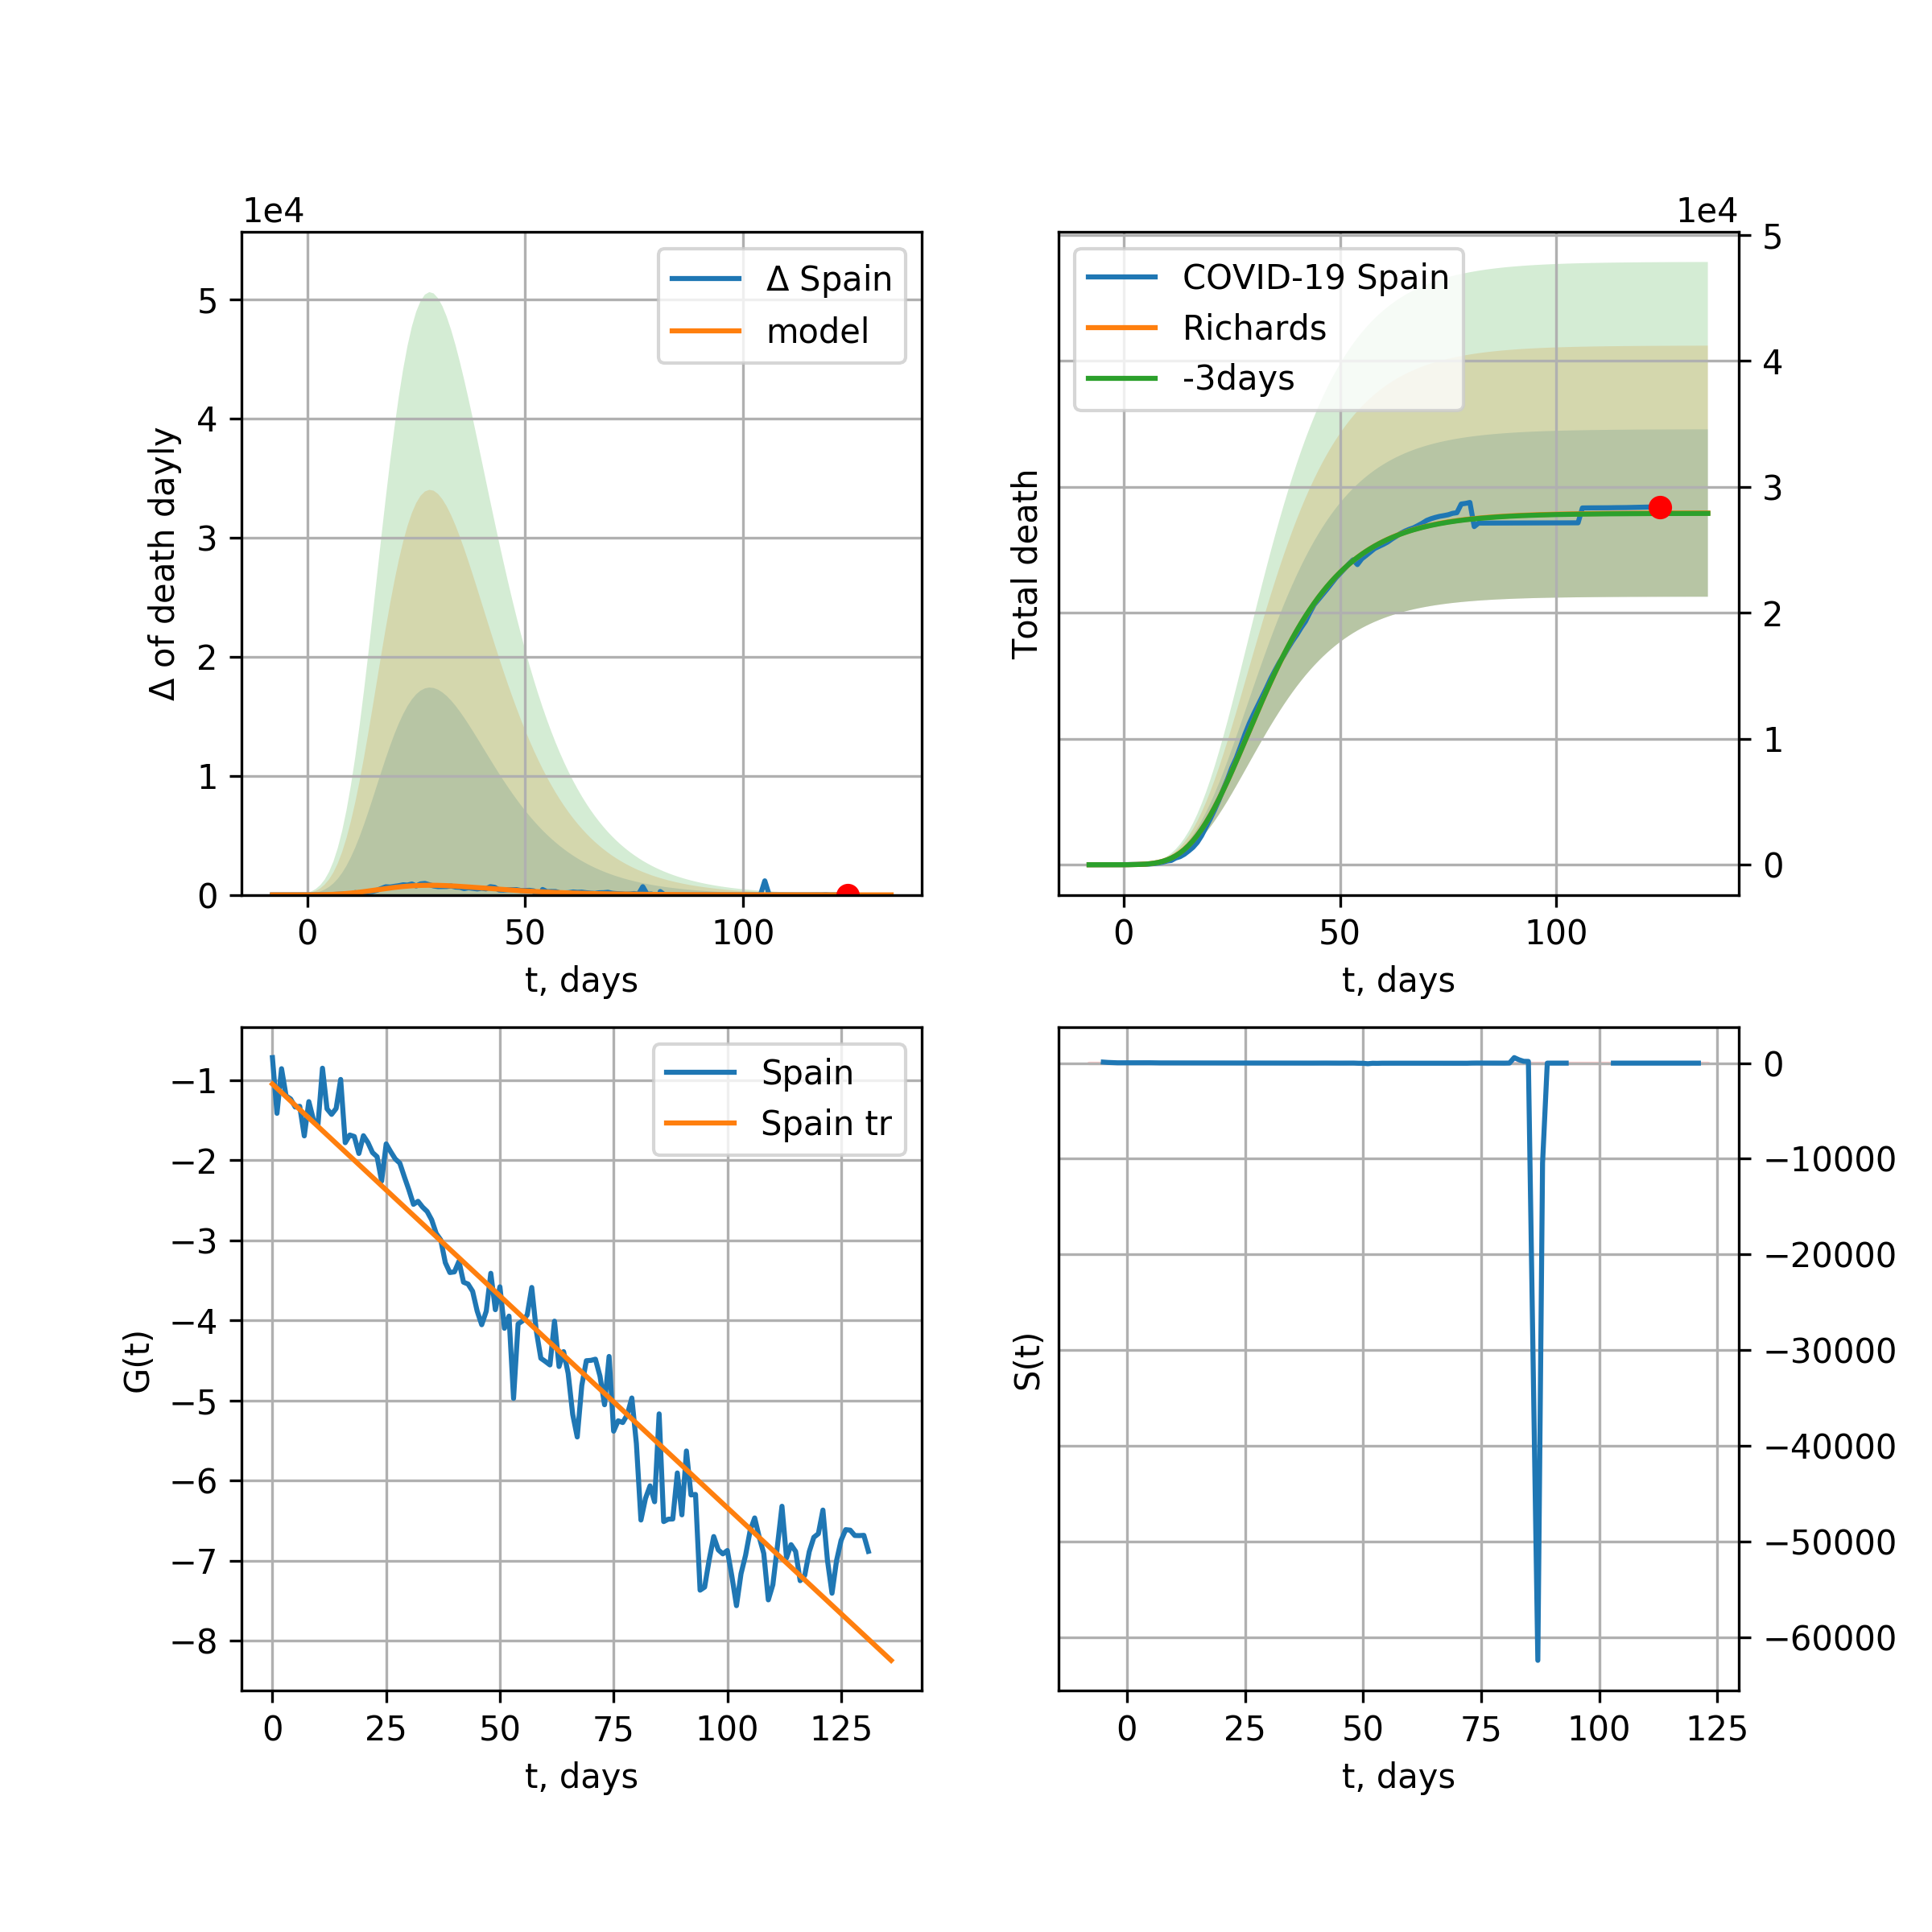 1e4
Δ of death dayly
5
4
3
2
1
0
Δ Spain
model
0 50 100
t, days
1e4
Total death
COVID-19 Spain
Richards
-3days
5
4
3
2
1
0
0 50 100
t, days
G(t)
−1
−2
−3
−4
−5
−6
−7
−8
Spain
Spain tr
0 25 50 75 100 125
t, days
S(t)
0
−10000
−20000
−30000
−40000
−50000
−60000
0 25 50 75 100 125
t, days